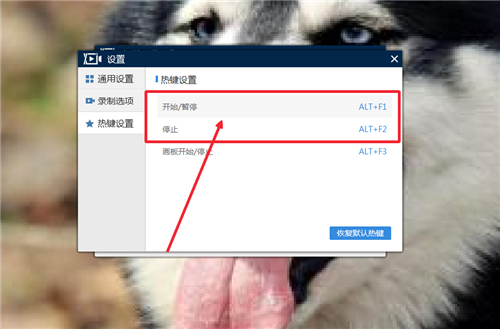 设置
通用设置
录制选项
热键设置
热键设置
开始/暂停 ALT+F1
停止 ALT+F2
画板开始/停止 ALT+F3
恢复默认热键